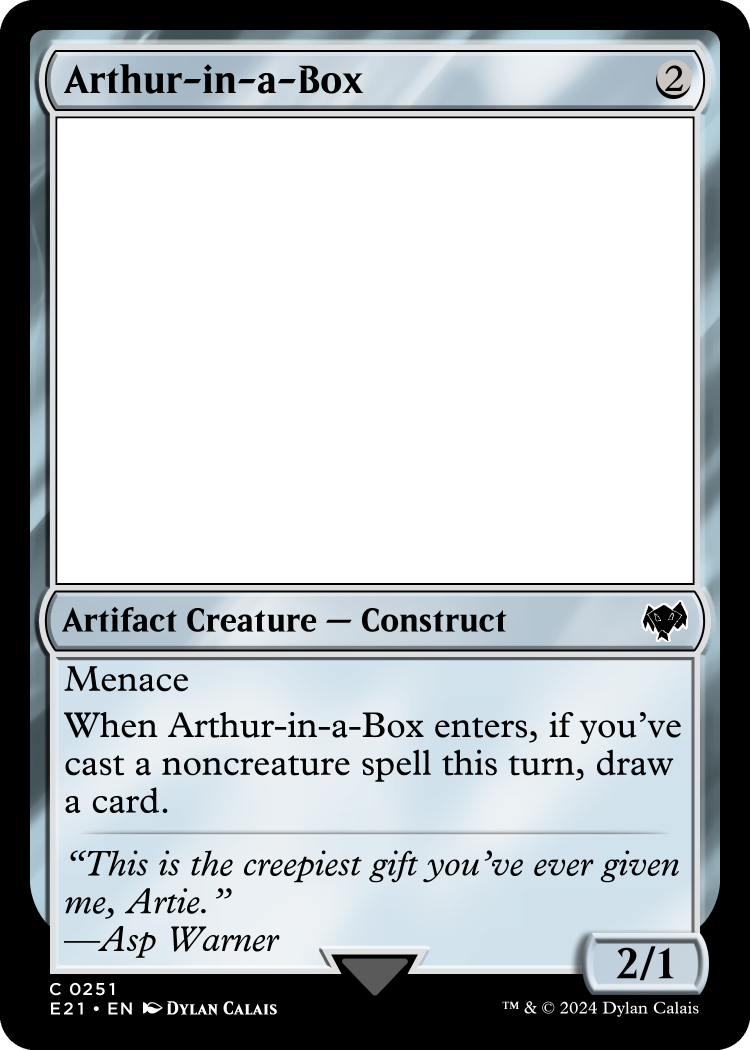 Arthur-in-a-Box
2
Artifact Creature — Construct
Menace
When Arthur-in-a-Box enters, if you’ve
cast a noncreature spell this turn, draw
a card.
“This is the creepiest gift you’ve ever given
me, Artie.”
—Asp Warner
2/1
C 0251
E21 • EN Dylan Calais
™ & © 2024 Dylan Calais